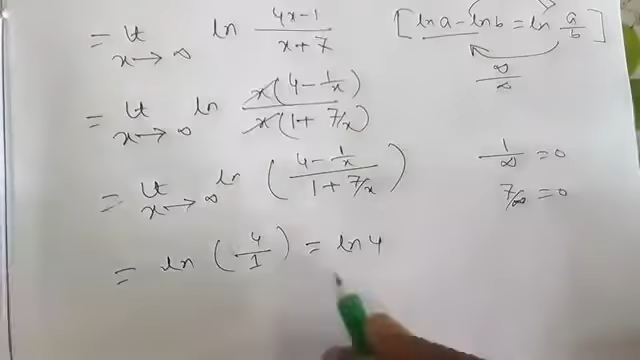 = lt x→∞ ln (4x-1)/(x+7) [ln a - ln b = ln a/b]
∞/∞
= lt x→∞ ln x(4-1/x)/x(1+7/x)
= lt x→∞ ln ((4-1/x)/(1+7/x)) 1/∞ = 0
7/∞ = 0
= ln (4/1) = ln 4